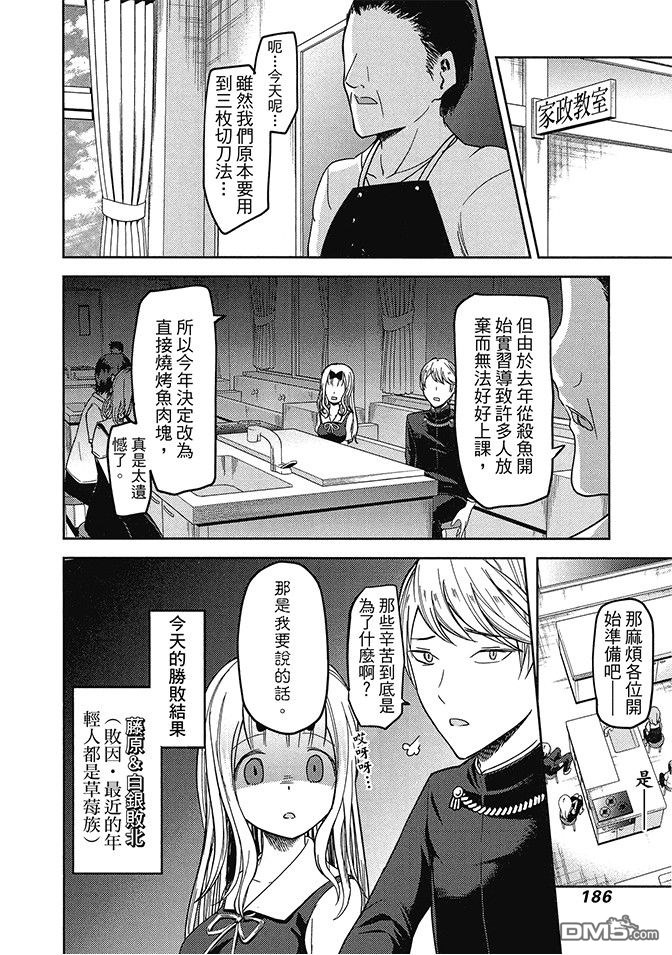 家政教室
呃…今天呢…
雖然我們原本要用
到三枚切刀法…
但由於去年從殺魚開
始實習導致許多人放
棄而無法好好上課，
所以今年決定改為
直接燒烤魚肉塊，
真是太遺
憾了。
那麻煩各位開
始準備吧──
是
那些辛苦到底是
為了什麼啊？
哎呀呀…
那是我要說的話。
今天的勝敗結果
藤原&白銀敗北
（敗因・最近的年
輕人都是草莓族）
186
DM5.com